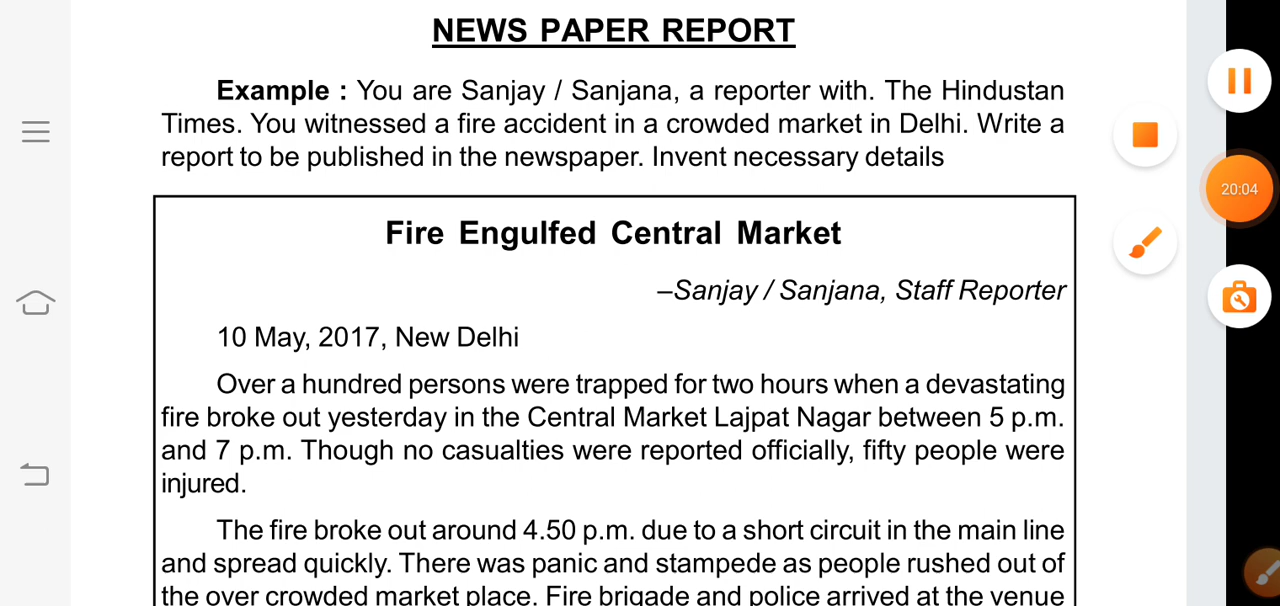 NEWS PAPER REPORT
Example : You are Sanjay / Sanjana, a reporter with. The Hindustan
Times. You witnessed a fire accident in a crowded market in Delhi. Write a
report to be published in the newspaper. Invent necessary details
Fire Engulfed Central Market
–Sanjay / Sanjana, Staff Reporter
10 May, 2017, New Delhi
Over a hundred persons were trapped for two hours when a devastating
fire broke out yesterday in the Central Market Lajpat Nagar between 5 p.m.
and 7 p.m. Though no casualties were reported officially, fifty people were
injured.
The fire broke out around 4.50 p.m. due to a short circuit in the main line
and spread quickly. There was panic and stampede as people rushed out of
the over crowded market place. Fire brigade and police arrived at the venue
20:04